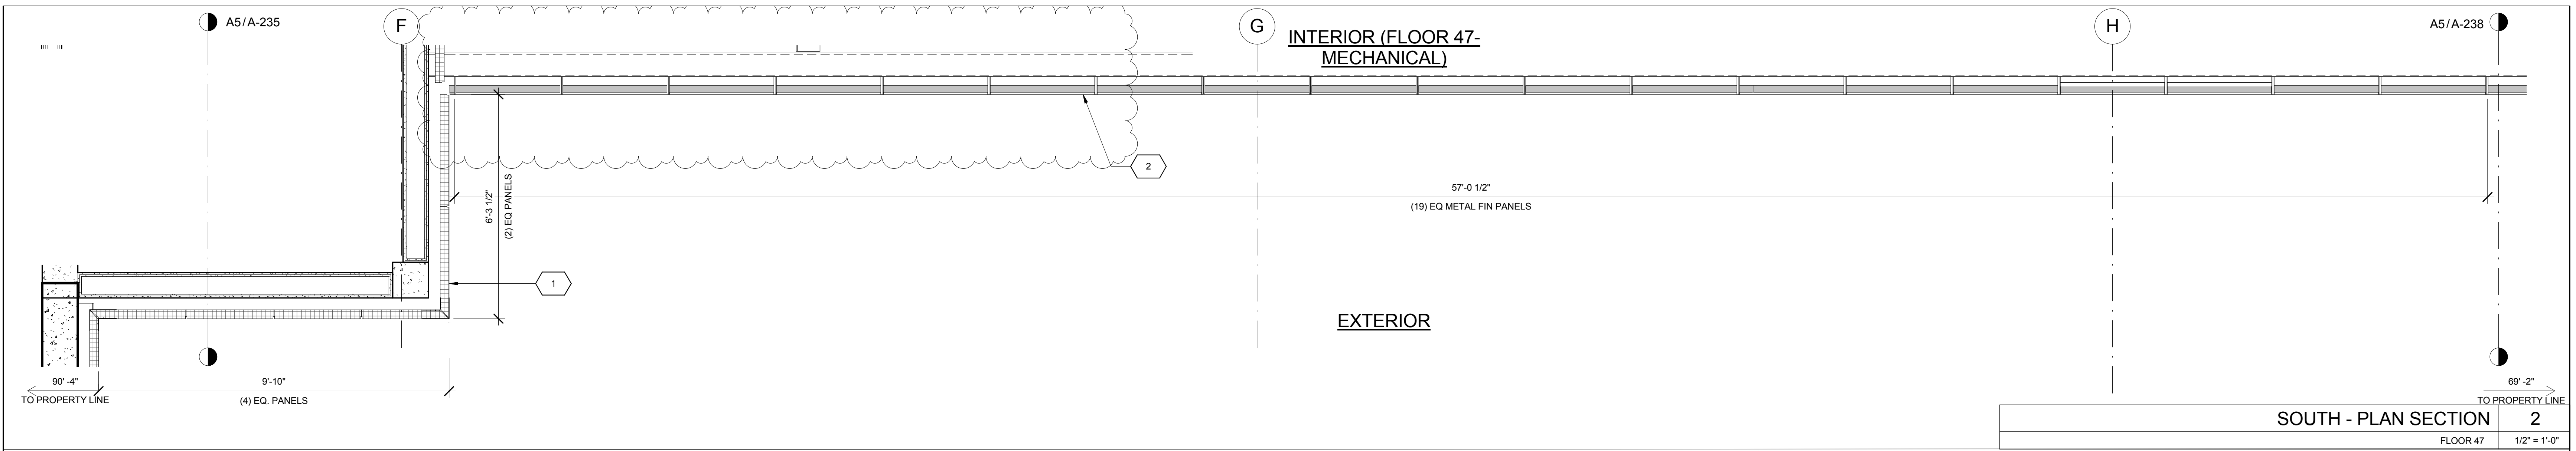 A5/A-235
F
G
INTERIOR (FLOOR 47-
MECHANICAL)
H
A5/A-238
2
6'-3 1/2"
(2) EQ PANELS
57'-0 1/2"
(19) EQ METAL FIN PANELS
1
EXTERIOR
90' -4"
TO PROPERTY LINE
9'-10"
(4) EQ. PANELS
69' -2"
TO PROPERTY LINE
SOUTH - PLAN SECTION
2
FLOOR 47
1/2" = 1'-0"